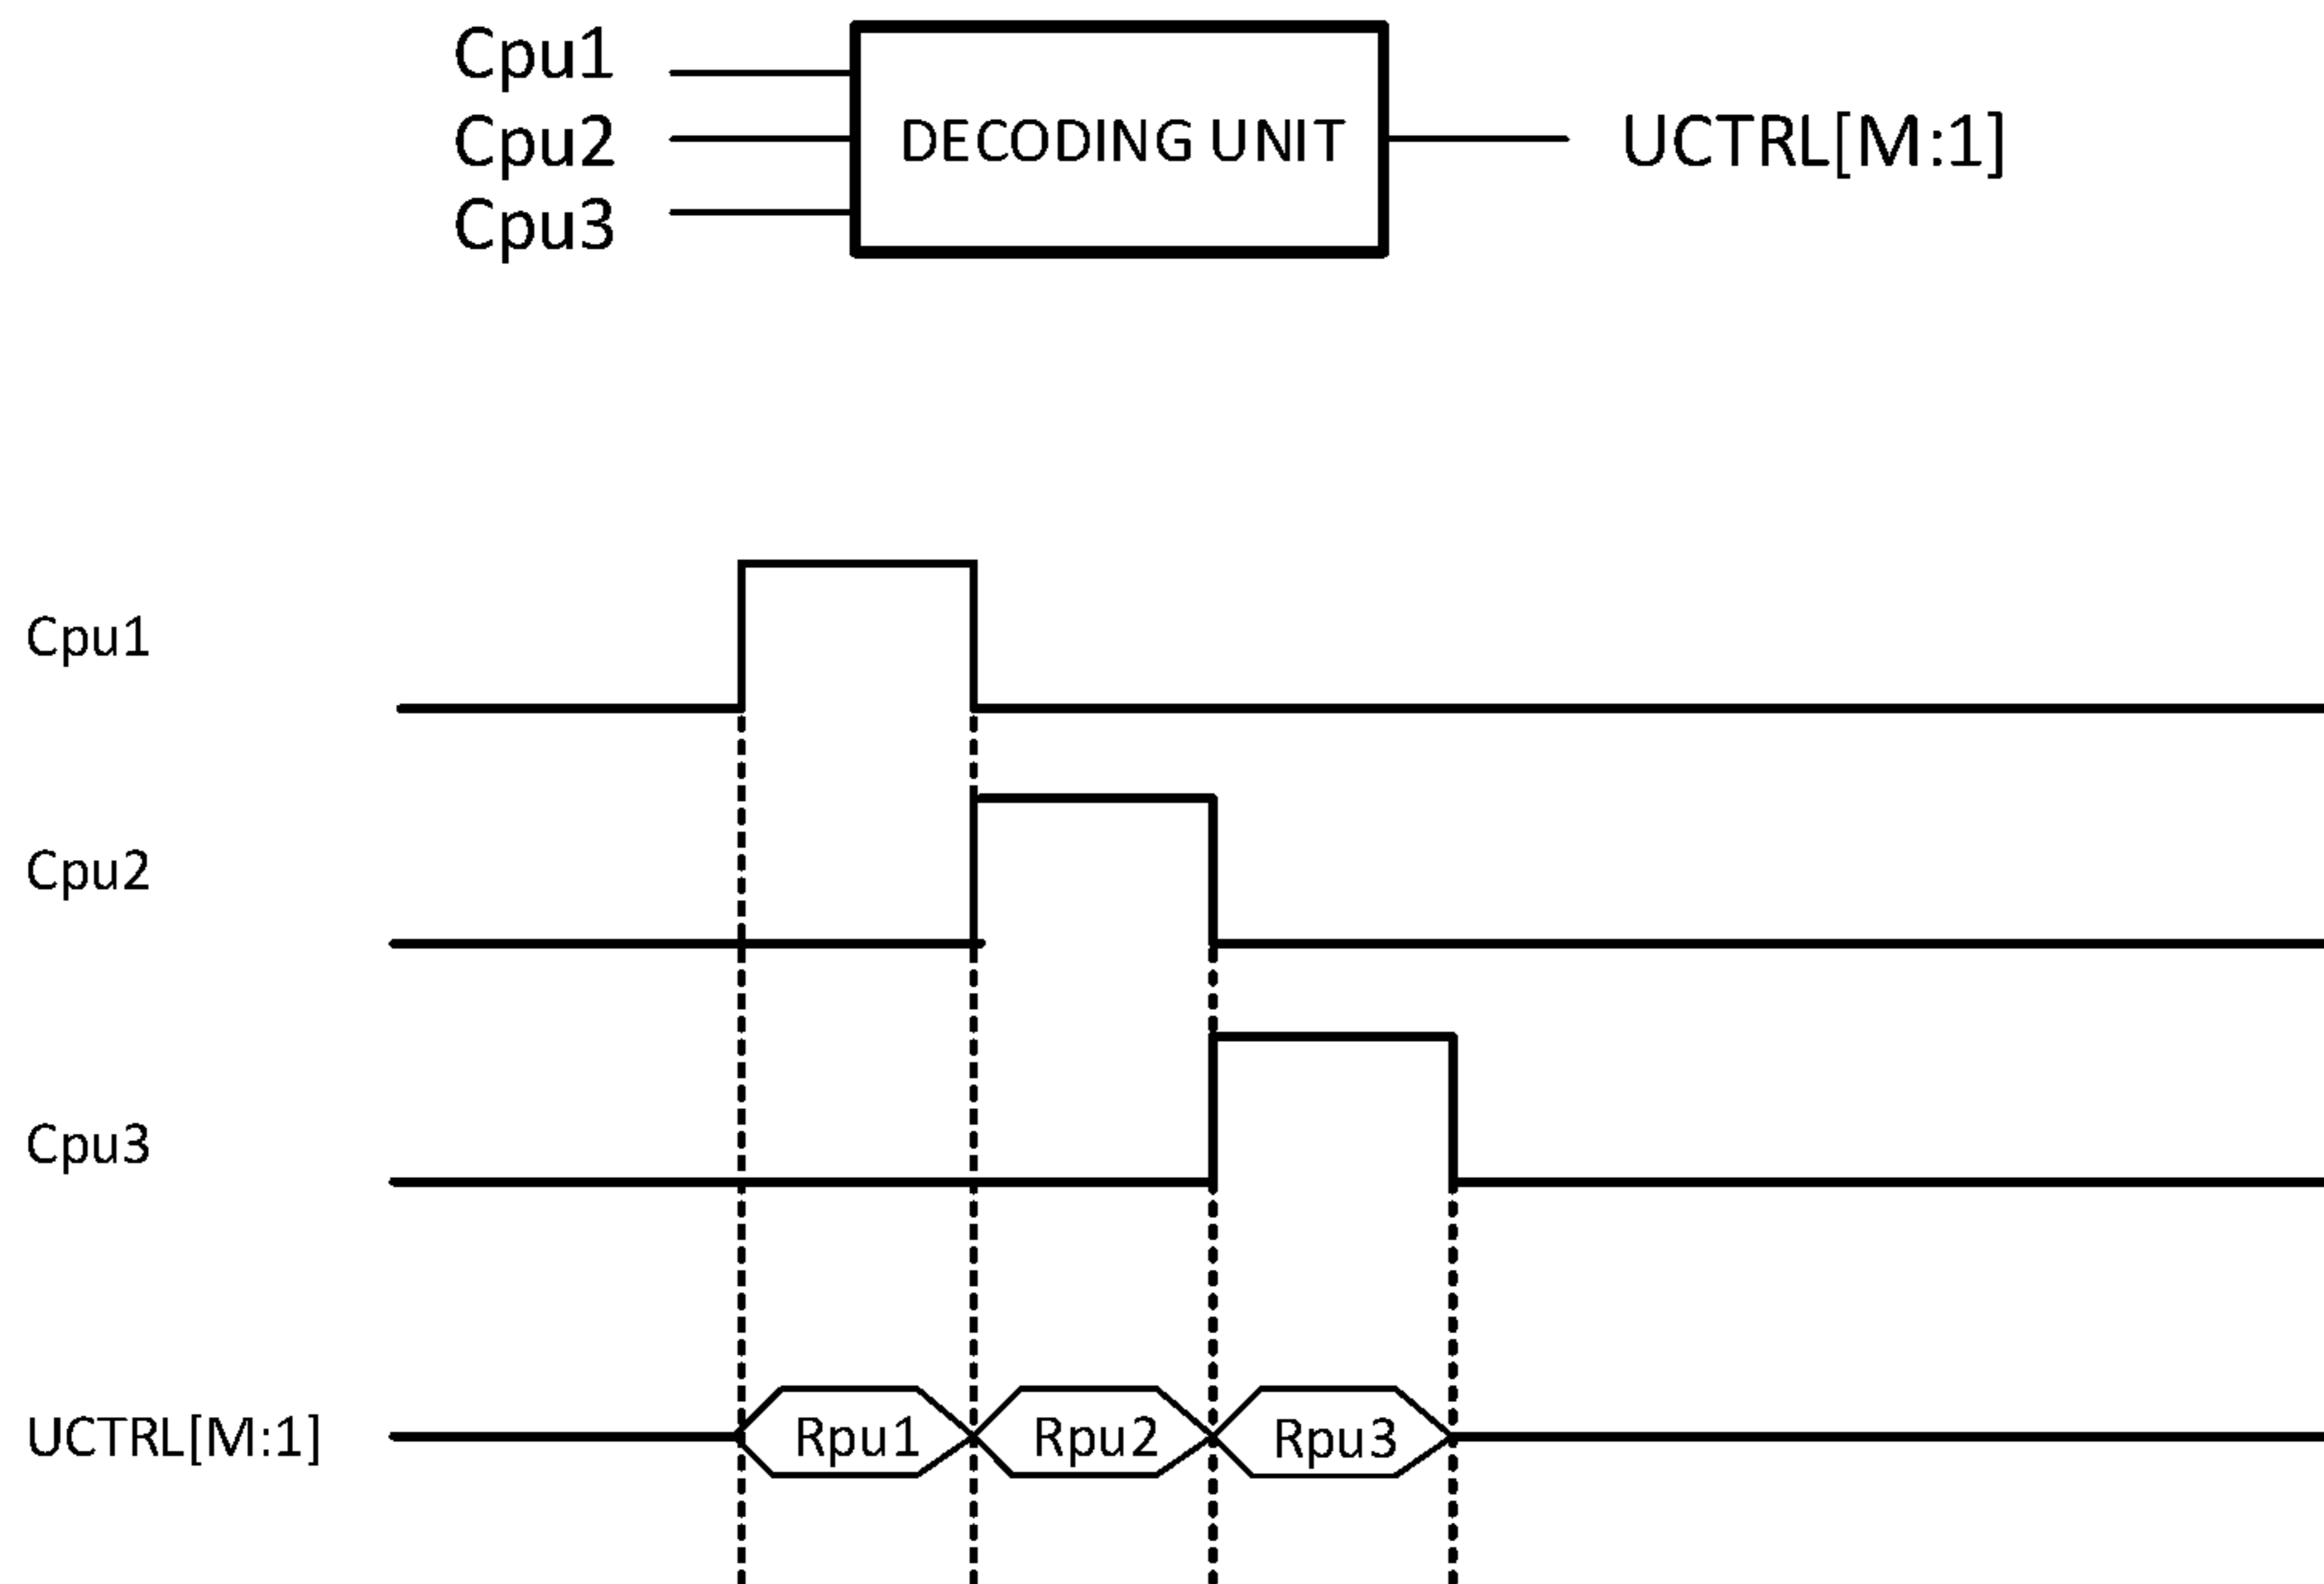 Cpu1
Cpu2
Cpu3
DECODING UNIT
UCTRL[M:1]
Cpu1
Cpu2
Cpu3
UCTRL[M:1]
Rpu1
Rpu2
Rpu3